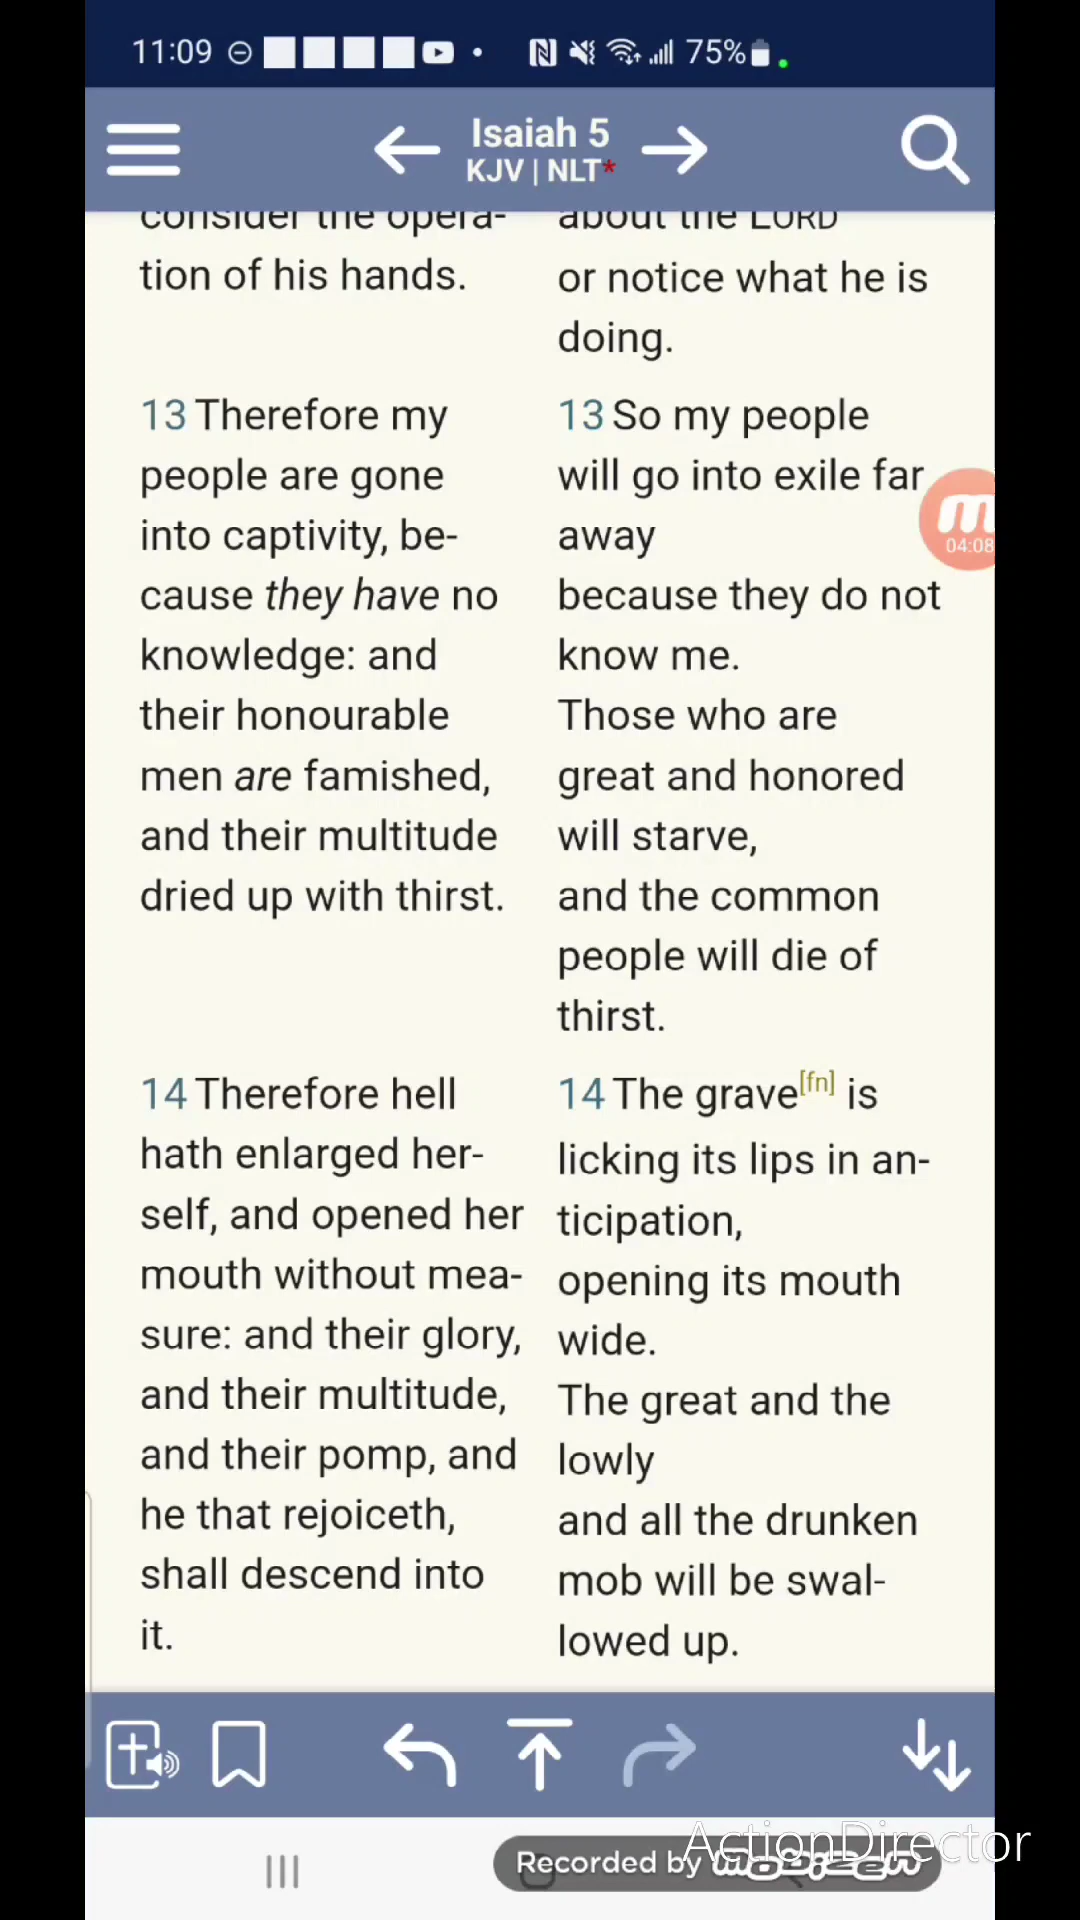 11:09
75%
Isaiah 5
KJV | NLT*
consider the opera-
tion of his hands.
13 Therefore my
people are gone
into captivity, be-
cause they have no
knowledge: and
their honourable
men are famished,
and their multitude
dried up with thirst.
14 Therefore hell
hath enlarged her-
self, and opened her
mouth without mea-
sure: and their glory,
and their multitude,
and their pomp, and
he that rejoiceth,
shall descend into
it.
about the LORD
or notice what he is
doing.
13 So my people
will go into exile far
away
because they do not
know me.
Those who are
great and honored
will starve,
and the common
people will die of
thirst.
14 The grave[fn] is
licking its lips in an-
ticipation,
opening its mouth
wide.
The great and the
lowly
and all the drunken
mob will be swal-
lowed up.
m
04:08
ActionDirector
Recorded by mobizen